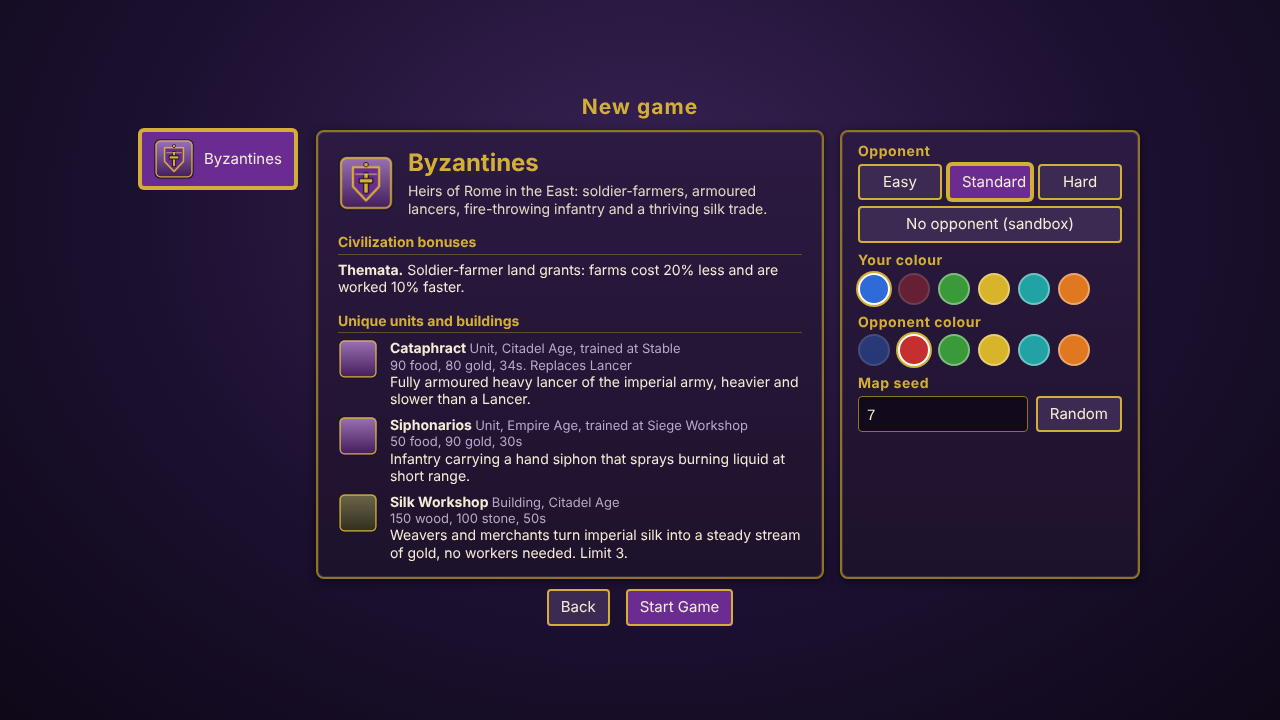 New game
Byzantines
Byzantines
Heirs of Rome in the East: soldier-farmers, armoured
lancers, fire-throwing infantry and a thriving silk trade.
Civilization bonuses
Themata. Soldier-farmer land grants: farms cost 20% less and are
worked 10% faster.
Unique units and buildings
Cataphract Unit, Citadel Age, trained at Stable
90 food, 80 gold, 34s. Replaces Lancer
Fully armoured heavy lancer of the imperial army, heavier and
slower than a Lancer.
Siphonarios Unit, Empire Age, trained at Siege Workshop
50 food, 90 gold, 30s
Infantry carrying a hand siphon that sprays burning liquid at
short range.
Silk Workshop Building, Citadel Age
150 wood, 100 stone, 50s
Weavers and merchants turn imperial silk into a steady stream
of gold, no workers needed. Limit 3.
Opponent
Easy
Standard
Hard
No opponent (sandbox)
Your colour
Opponent colour
Map seed
7
Random
Back
Start Game